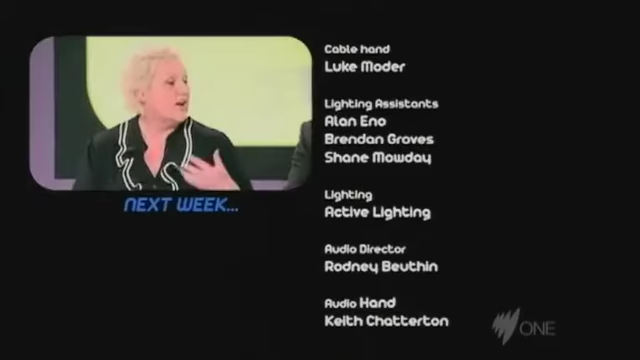 Cable hand
Luke Moder
Lighting Assistants
Alan Eno
Brendan Groves
Shane Mowday
Lighting
Active Lighting
Audio Director
Rodney Beuthin
Audio Hand
Keith Chatterton
NEXT WEEK...
ONE